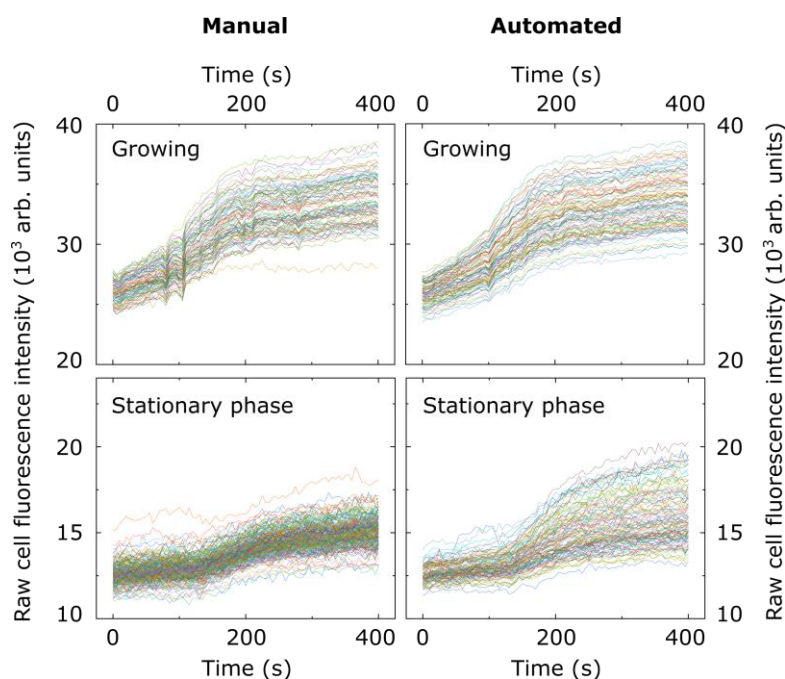 Manual
Automated
Time (s)
Time (s)
0
200
400
0
200
400
Raw cell fluorescence intensity (10³ arb. units)
40
30
20
Growing
Growing
40
30
20
Raw cell fluorescence intensity (10³ arb. units)
20
15
10
Stationary phase
Stationary phase
20
15
10
0
200
400
0
200
400
Time (s)
Time (s)